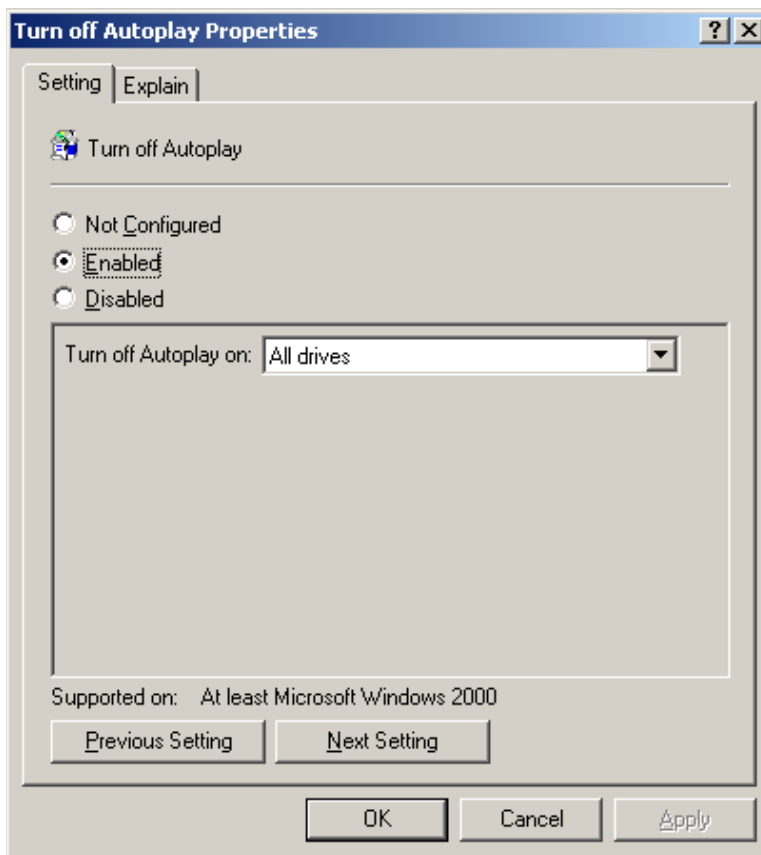 Turn off Autoplay Properties
Setting Explain
Turn off Autoplay
Not Configured
Enabled
Disabled
Turn off Autoplay on: All drives
Supported on: At least Microsoft Windows 2000
Previous Setting Next Setting
OK Cancel Apply